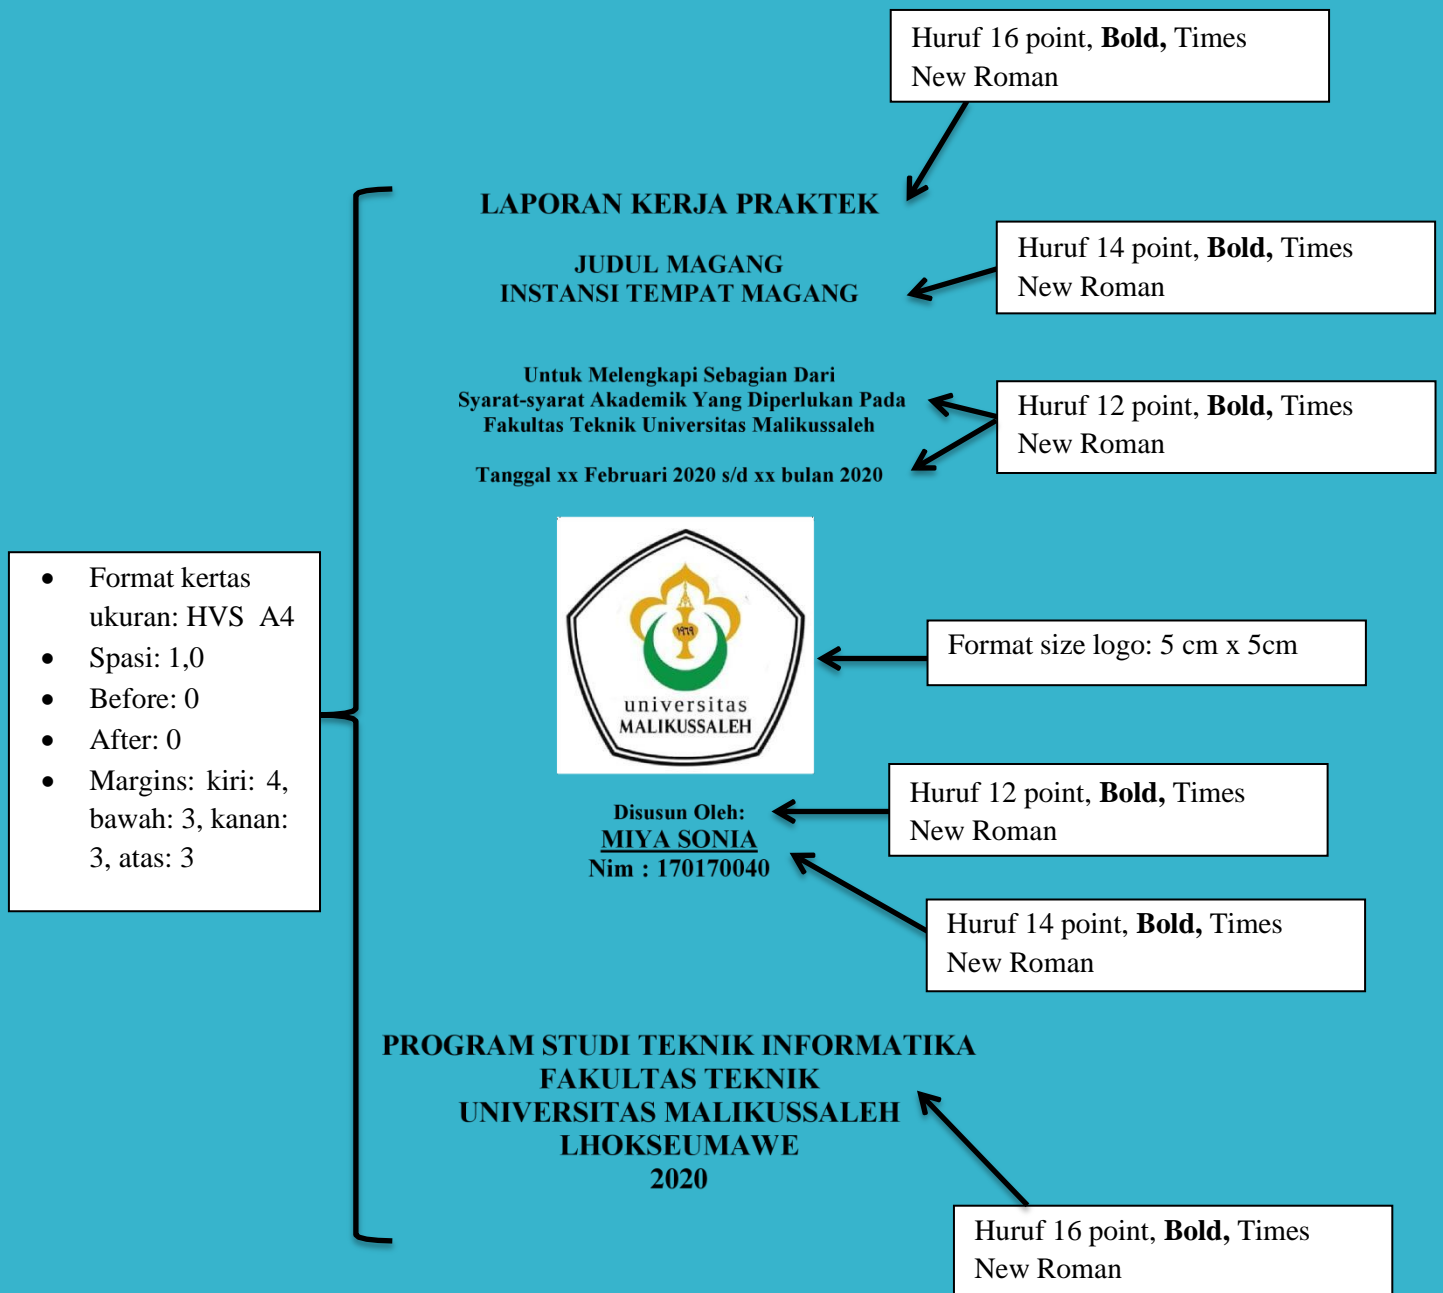 Huruf 16 point, Bold, Times
New Roman
LAPORAN KERJA PRAKTEK
JUDUL MAGANG
INSTANSI TEMPAT MAGANG
Huruf 14 point, Bold, Times
New Roman
Untuk Melengkapi Sebagian Dari
Syarat-syarat Akademik Yang Diperlukan Pada
Fakultas Teknik Universitas Malikussaleh
Tanggal xx Februari 2020 s/d xx bulan 2020
Huruf 12 point, Bold, Times
New Roman
• Format kertas
ukuran: HVS A4
• Spasi: 1,0
• Before: 0
• After: 0
• Margins: kiri: 4,
bawah: 3, kanan:
3, atas: 3
١٩٦٩
universitas
MALIKUSSALEH
Format size logo: 5 cm x 5cm
Disusun Oleh:
MIYA SONIA
Nim : 170170040
Huruf 12 point, Bold, Times
New Roman
Huruf 14 point, Bold, Times
New Roman
PROGRAM STUDI TEKNIK INFORMATIKA
FAKULTAS TEKNIK
UNIVERSITAS MALIKUSSALEH
LHOKSEUMAWE
2020
Huruf 16 point, Bold, Times
New Roman